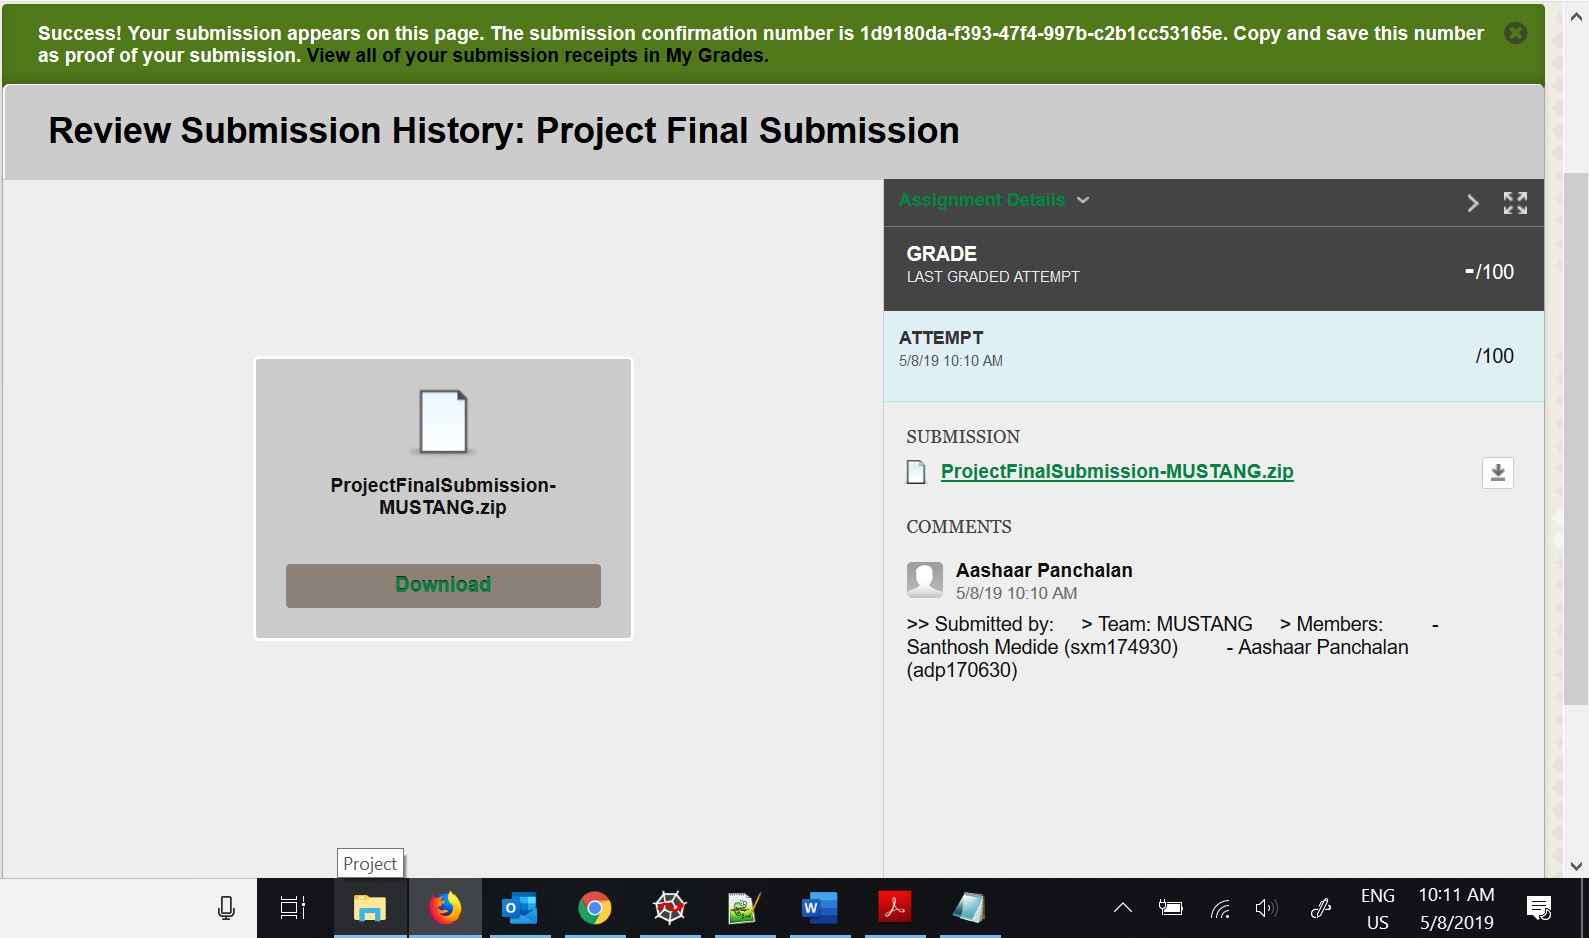 Success! Your submission appears on this page. The submission confirmation number is 1d9180da-f393-47f4-997b-c2b1cc53165e. Copy and save this number
as proof of your submission. View all of your submission receipts in My Grades.
Review Submission History: Project Final Submission
Assignment Details
GRADE
LAST GRADED ATTEMPT
-/100
ATTEMPT
5/8/19 10:10 AM
/100
ProjectFinalSubmission-
MUSTANG.zip
Download
SUBMISSION
ProjectFinalSubmission-MUSTANG.zip
COMMENTS
Aashaar Panchalan
5/8/19 10:10 AM
>> Submitted by: > Team: MUSTANG > Members: -
Santhosh Medide (sxm174930) - Aashaar Panchalan
(adp170630)
Project
ENG
US
10:11 AM
5/8/2019